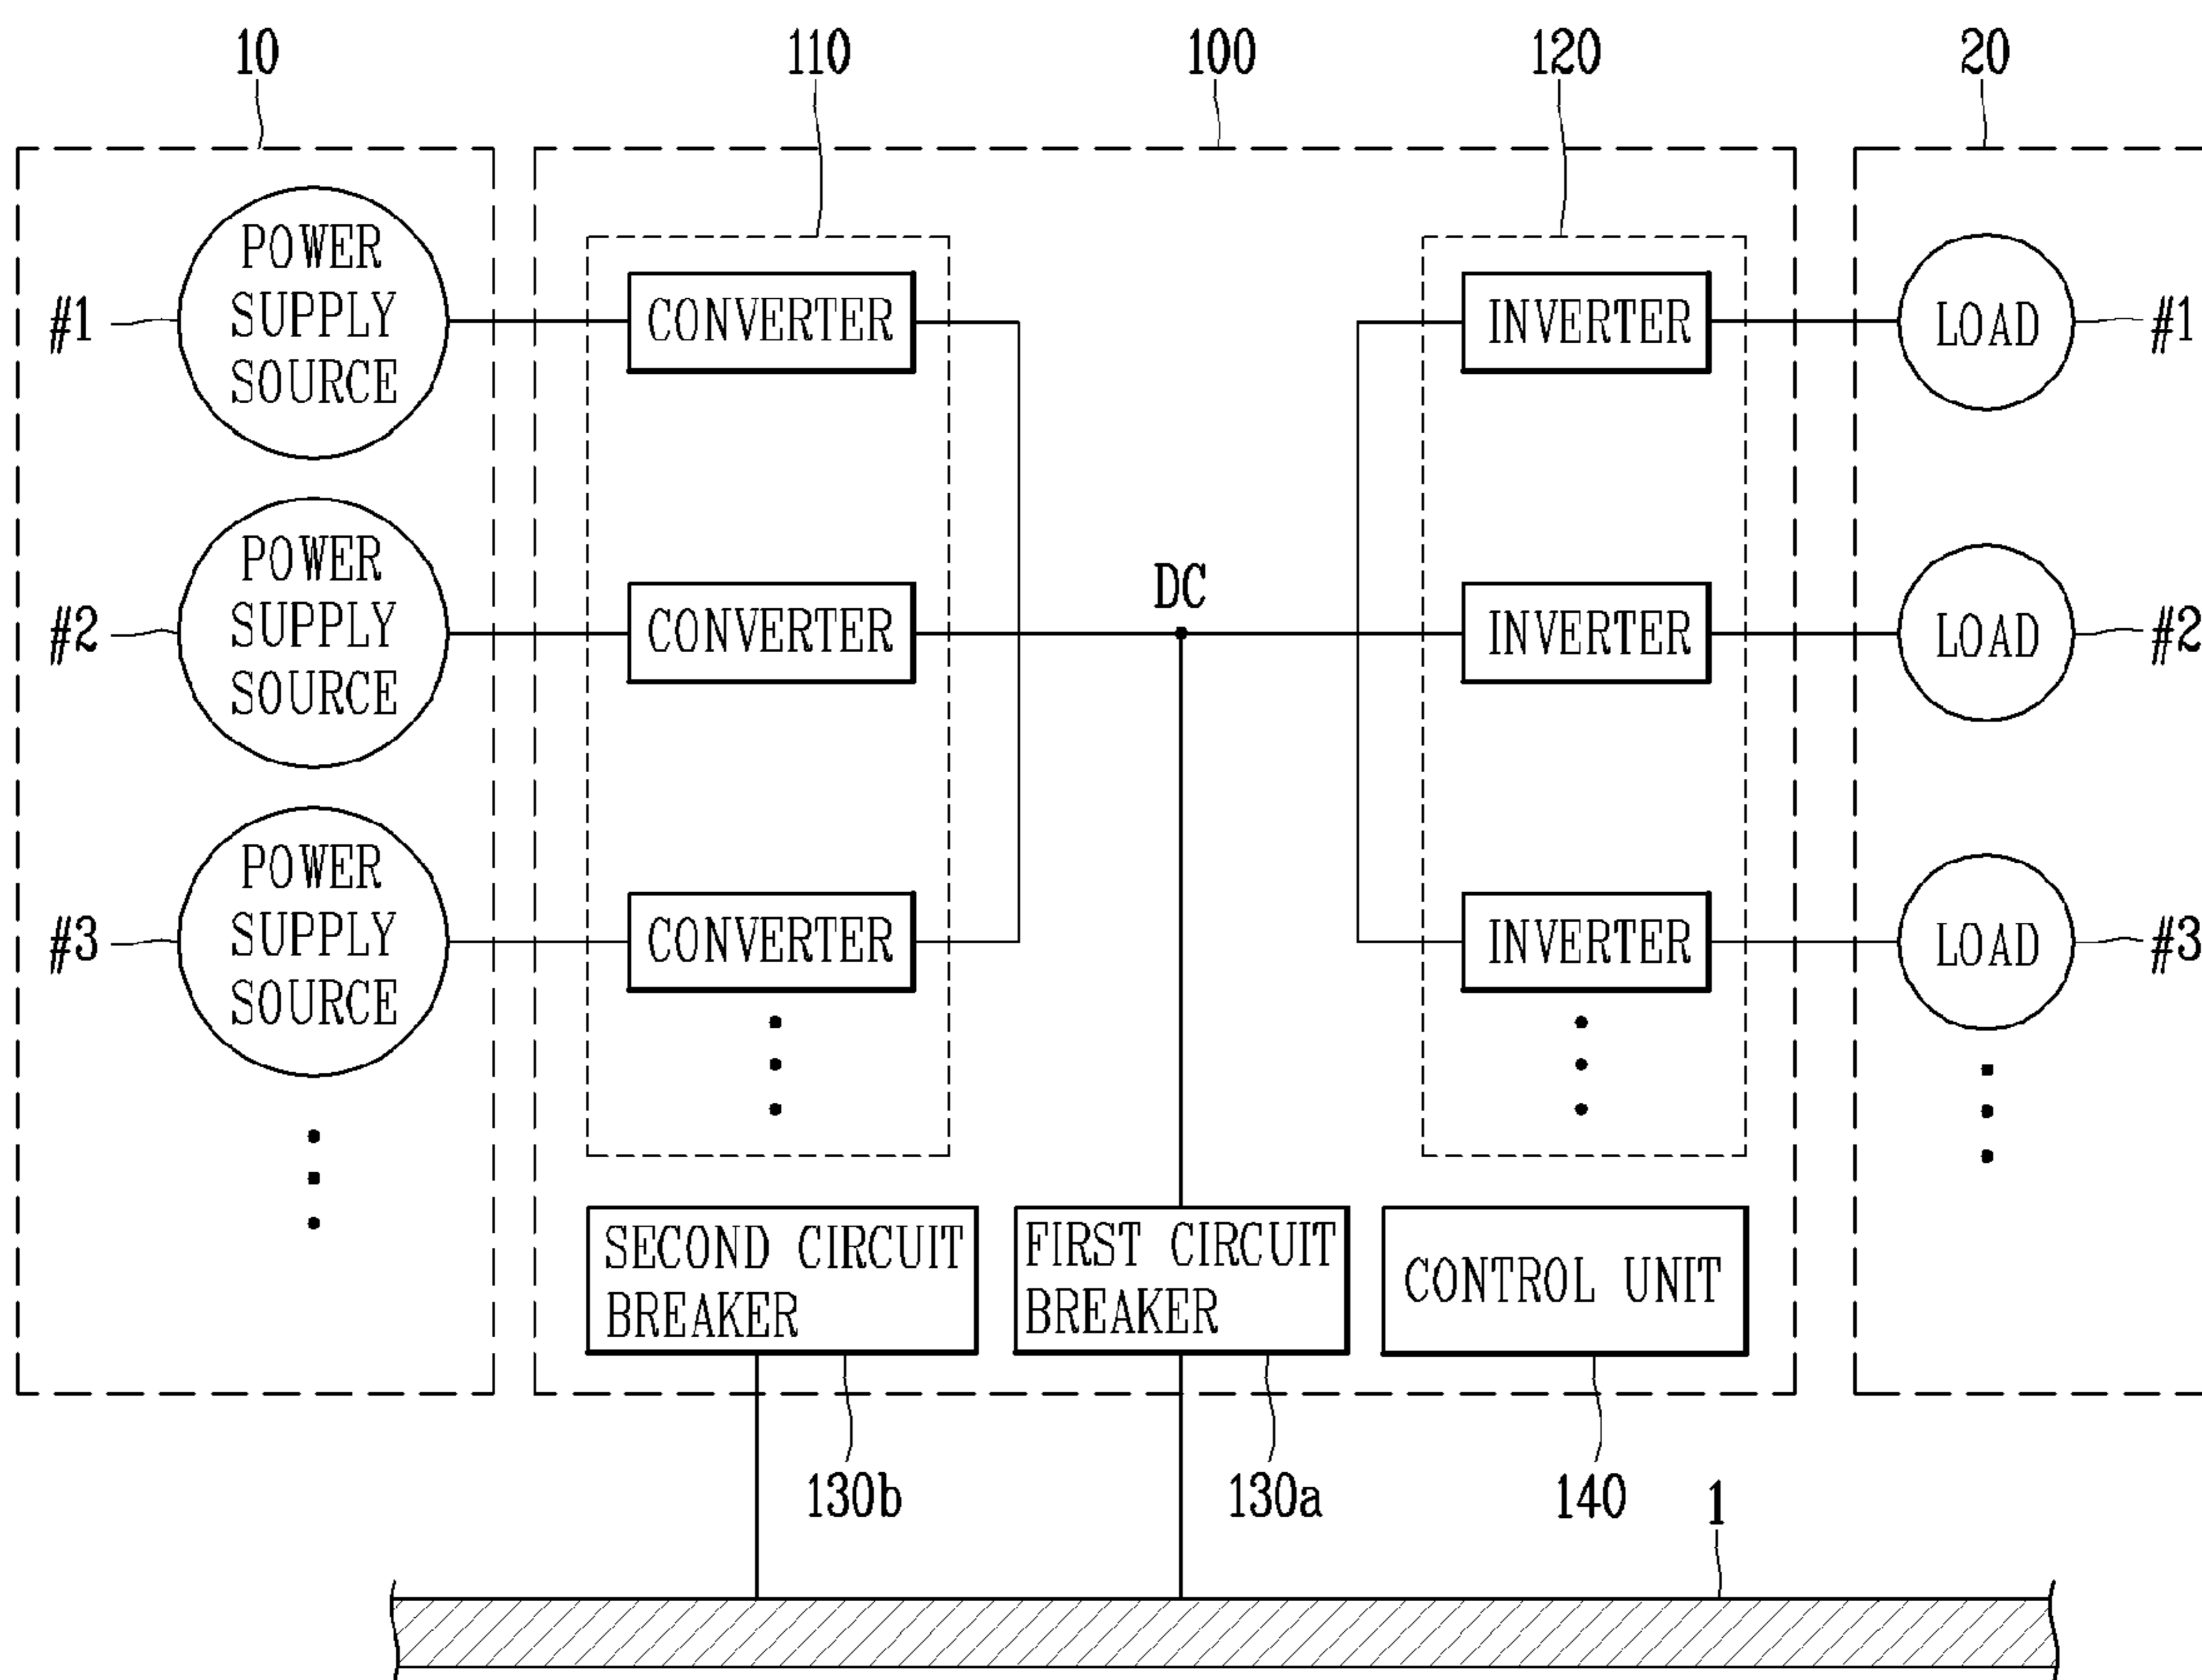 10
110
100
120
20
POWER
SUPPLY
SOURCE
#1
CONVERTER
INVERTER
LOAD
#1
POWER
SUPPLY
SOURCE
#2
CONVERTER
DC
INVERTER
LOAD
#2
POWER
SUPPLY
SOURCE
#3
CONVERTER
INVERTER
LOAD
#3
SECOND CIRCUIT
BREAKER
FIRST CIRCUIT
BREAKER
CONTROL UNIT
130b
130a
140
1